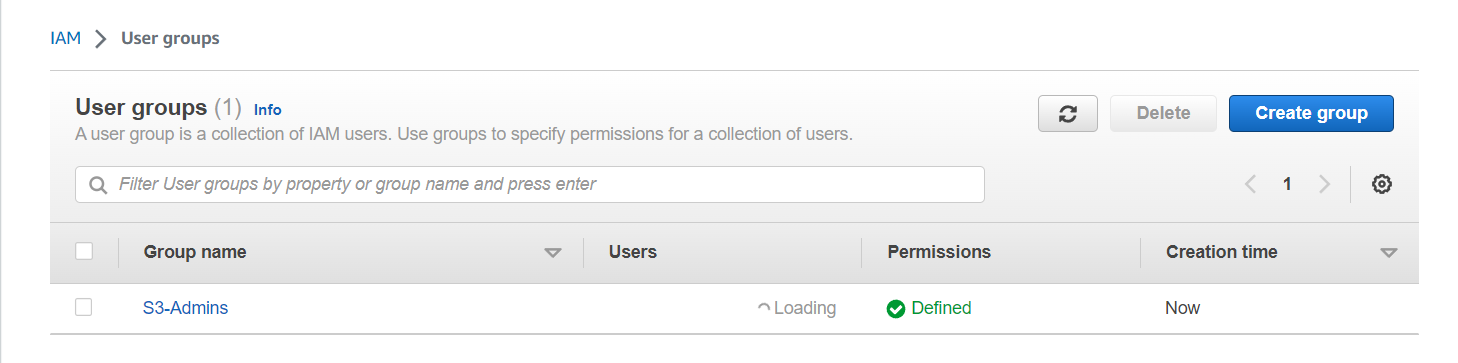 IAM > User groups
User groups (1) Info
A user group is a collection of IAM users. Use groups to specify permissions for a collection of users.
Delete
Create group
Filter User groups by property or group name and press enter
1
Group name Users Permissions Creation time
S3-Admins Loading Defined Now